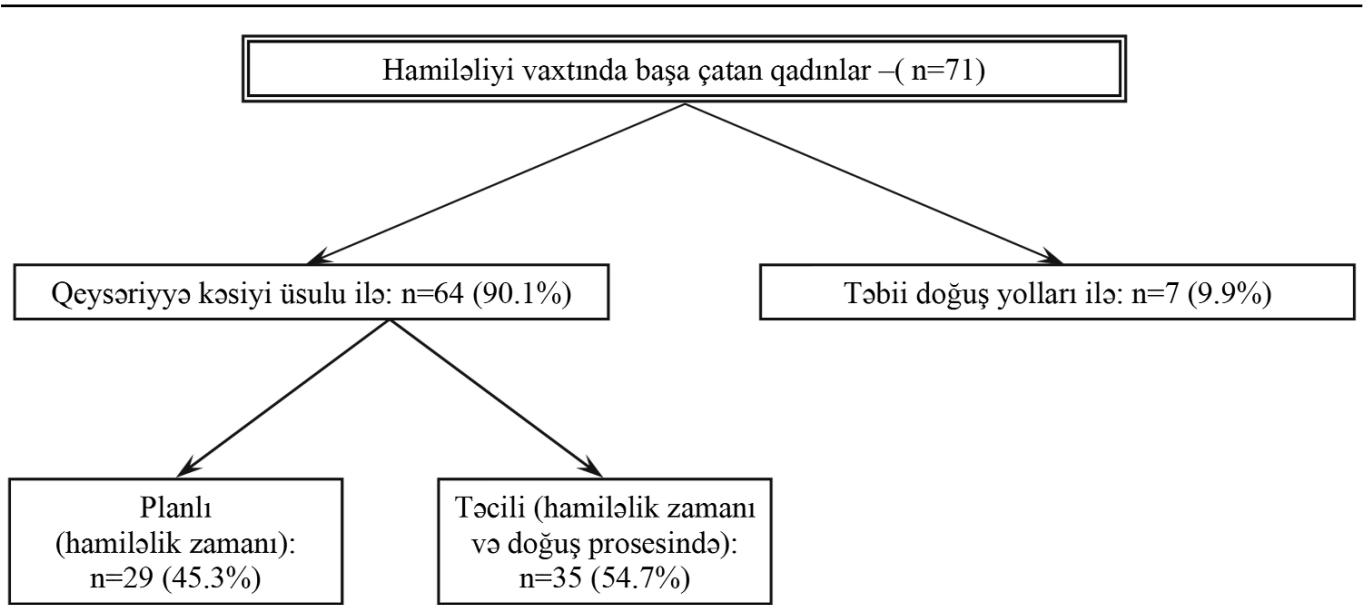 Hamiləliyi vaxtında başa çatan qadınlar –( n=71)
Qeysəriyyə kəsiyi üsulu ilə: n=64 (90.1%)
Təbii doğuş yolları ilə: n=7 (9.9%)
Planlı
(hamiləlik zamanı):
n=29 (45.3%)
Təcili (hamiləlik zamanı
və doğuş prosesində):
n=35 (54.7%)